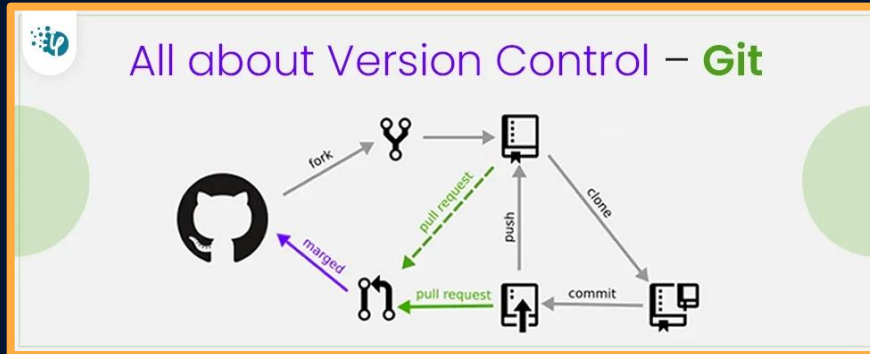 All about Version Control – Git
fork
clone
pull request
push
marged
pull request
commit